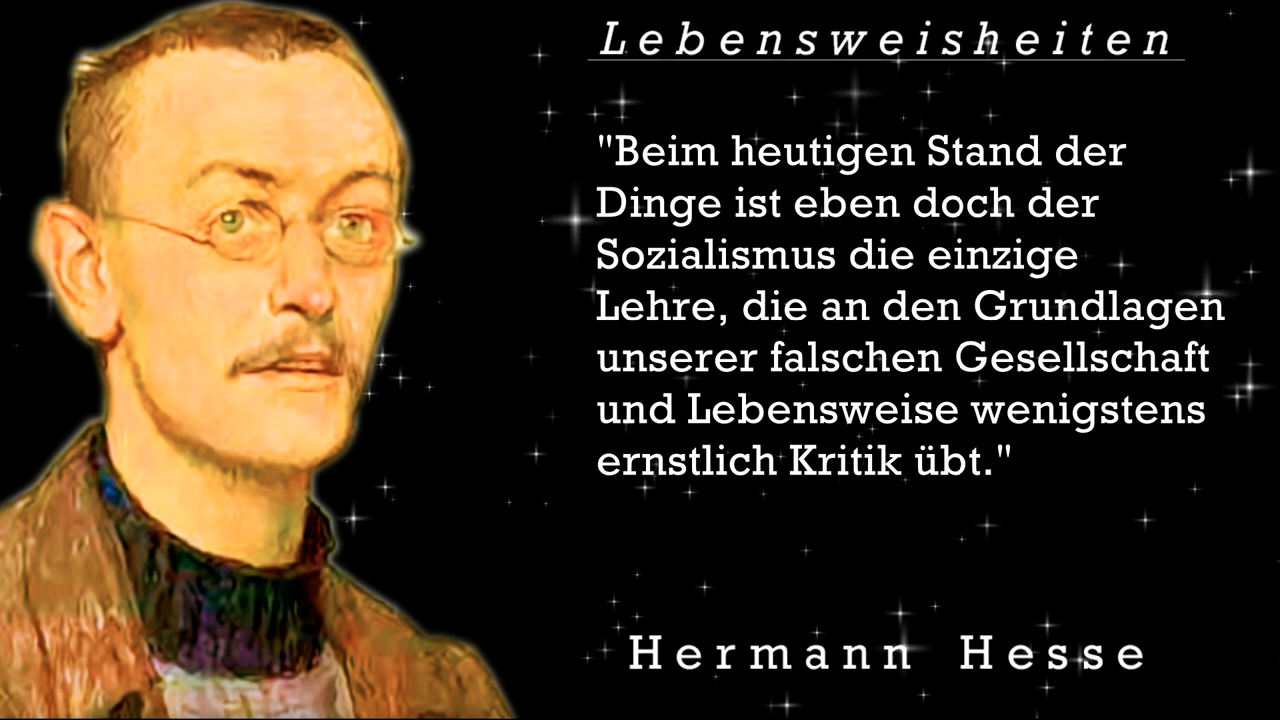 Lebensweisheiten
"Beim heutigen Stand der
Dinge ist eben doch der
Sozialismus die einzige
Lehre, die an den Grundlagen
unserer falschen Gesellschaft
und Lebensweise wenigstens
ernstlich Kritik übt."
Hermann Hesse